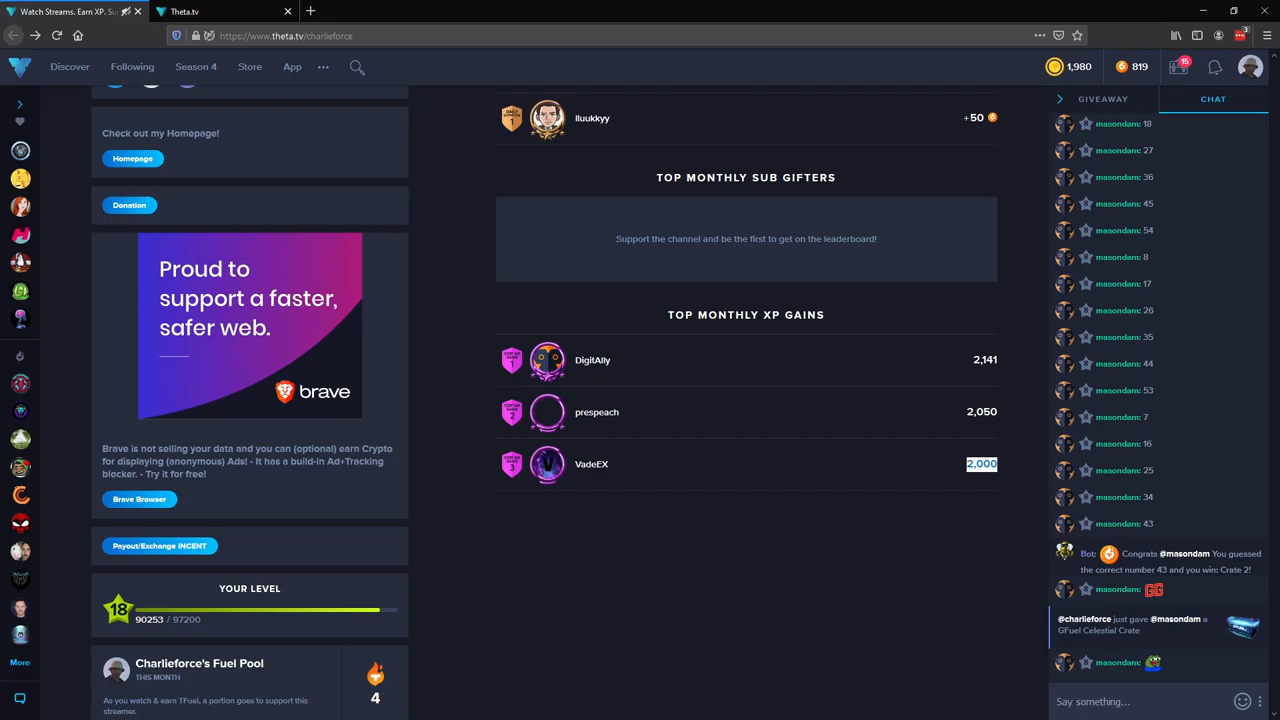 Watch Streams. Earn XP. Su
Theta.tv
https://www.theta.tv/charlieforce
Discover
Following
Season 4
Store
App
1,980
819
15
3
Check out my Homepage!
Homepage
Donation
Proud to
support a faster,
safer web.
brave
Brave is not selling your data and you can (optional) earn Crypto
for displaying (anonymous) Ads! - It has a build-in Ad+Tracking
blocker. - Try it for free!
Brave Browser
Payout/Exchange INCENT
YOUR LEVEL
18
90253 / 97200
Charlieforce's Fuel Pool
THIS MONTH
4
As you watch & earn TFuel, a portion goes to support this
streamer.
More
1
lluukkyy
+50
TOP MONTHLY SUB GIFTERS
Support the channel and be the first to get on the leaderboard!
TOP MONTHLY XP GAINS
1
DigitAlly
2,141
2
prespeach
2,050
3
VadeEX
2,000
GIVEAWAY
CHAT
masondam: 18
masondam: 27
masondam: 36
masondam: 45
masondam: 54
masondam: 8
masondam: 17
masondam: 26
masondam: 35
masondam: 44
masondam: 53
masondam: 7
masondam: 16
masondam: 25
masondam: 34
masondam: 43
Bot: Congrats @masondam You guessed
the correct number 43 and you win: Crate 2!
masondam: GG
@charlieforce just gave @masondam a
GFuel Celestial Crate
masondam:
Say something...